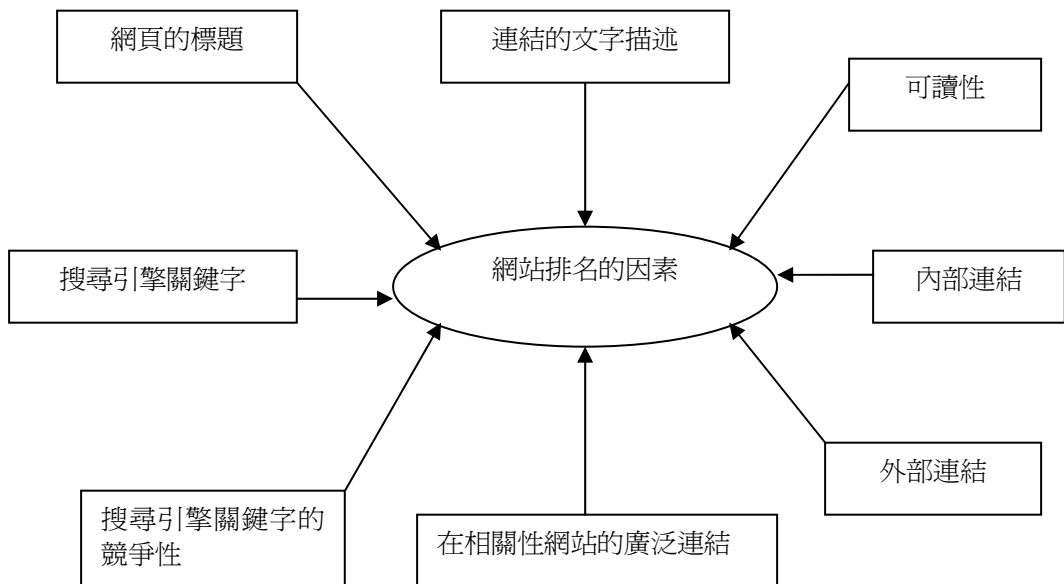 網頁的標題
連結的文字描述
可讀性
搜尋引擎關鍵字
網站排名的因素
內部連結
外部連結
搜尋引擎關鍵字的
競爭性
在相關性網站的廣泛連結